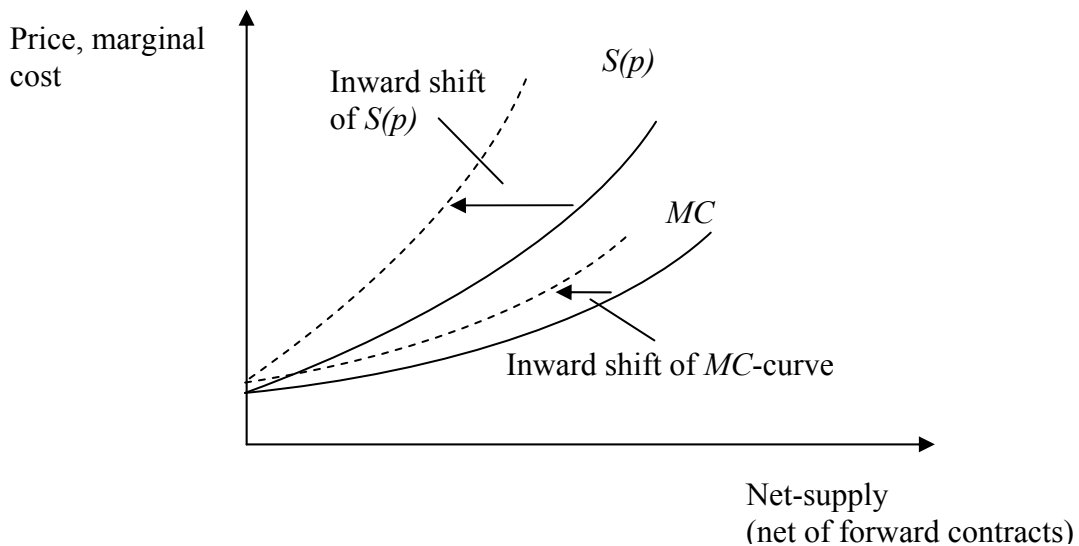 Price, marginal
cost
Inward shift
of S(p)
S(p)
MC
Inward shift of MC-curve
Net-supply
(net of forward contracts)